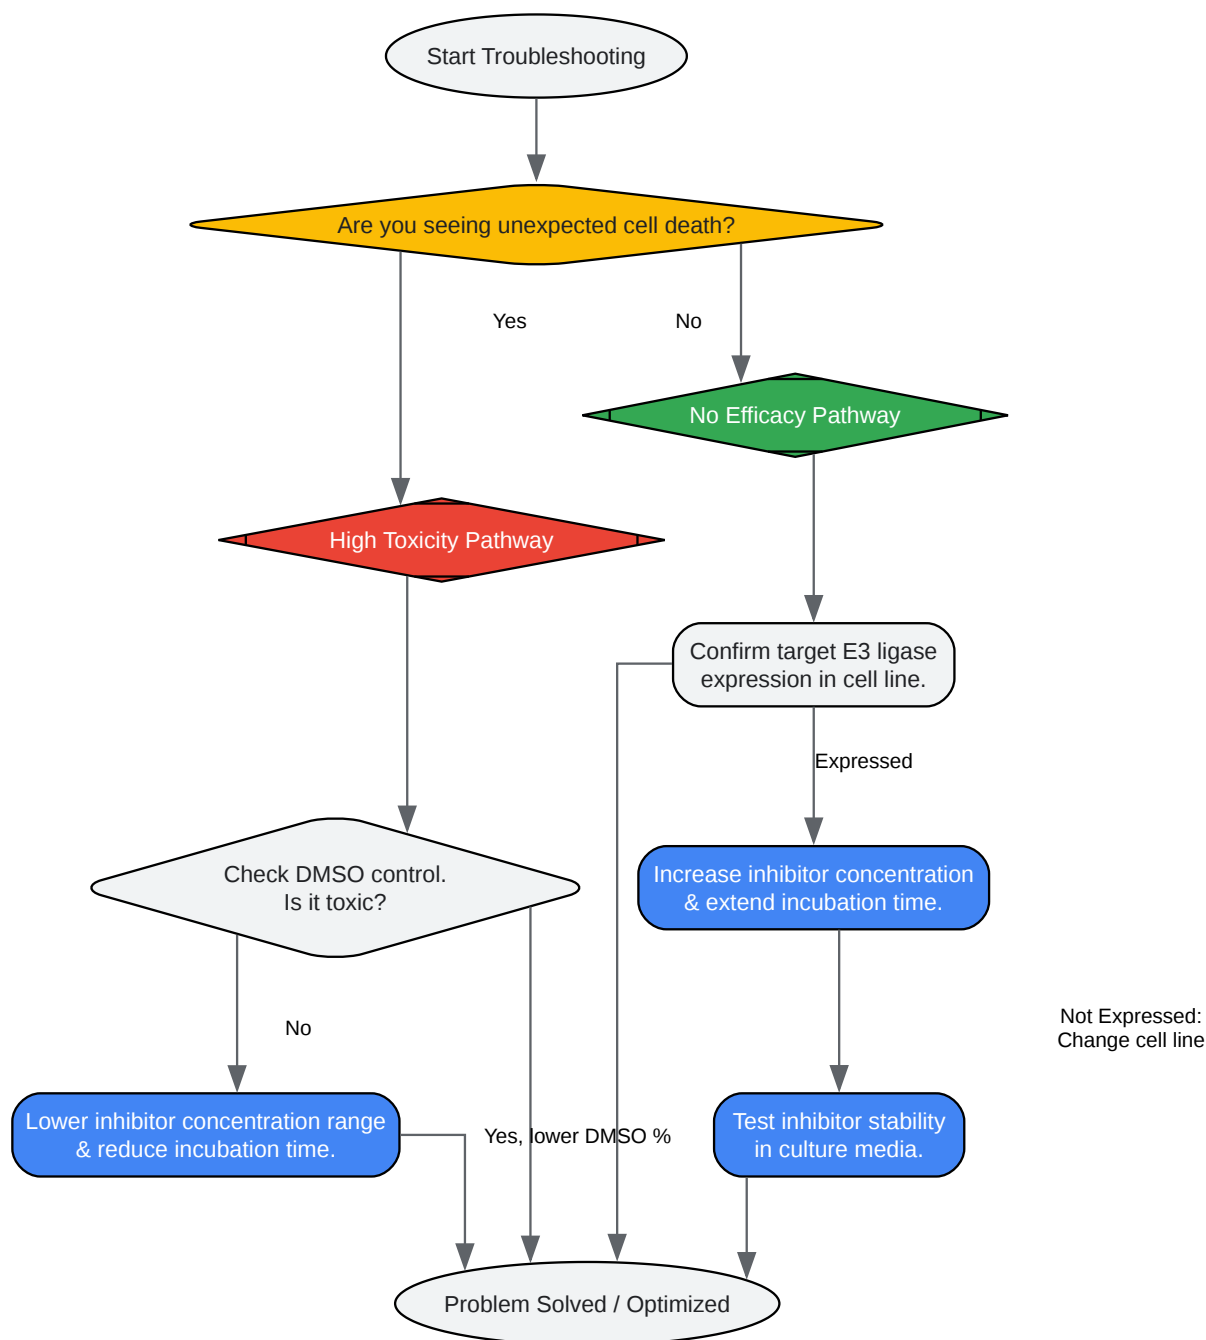 Start Troubleshooting
Are you seeing unexpected cell death?
Yes
No
No Efficacy Pathway
High Toxicity Pathway
Confirm target E3 ligase
expression in cell line.
Expressed
Check DMSO control.
Is it toxic?
Increase inhibitor concentration
& extend incubation time.
No
Not Expressed:
Change cell line
Lower inhibitor concentration range
& reduce incubation time.
Yes, lower DMSO %
Test inhibitor stability
in culture media.
Problem Solved / Optimized